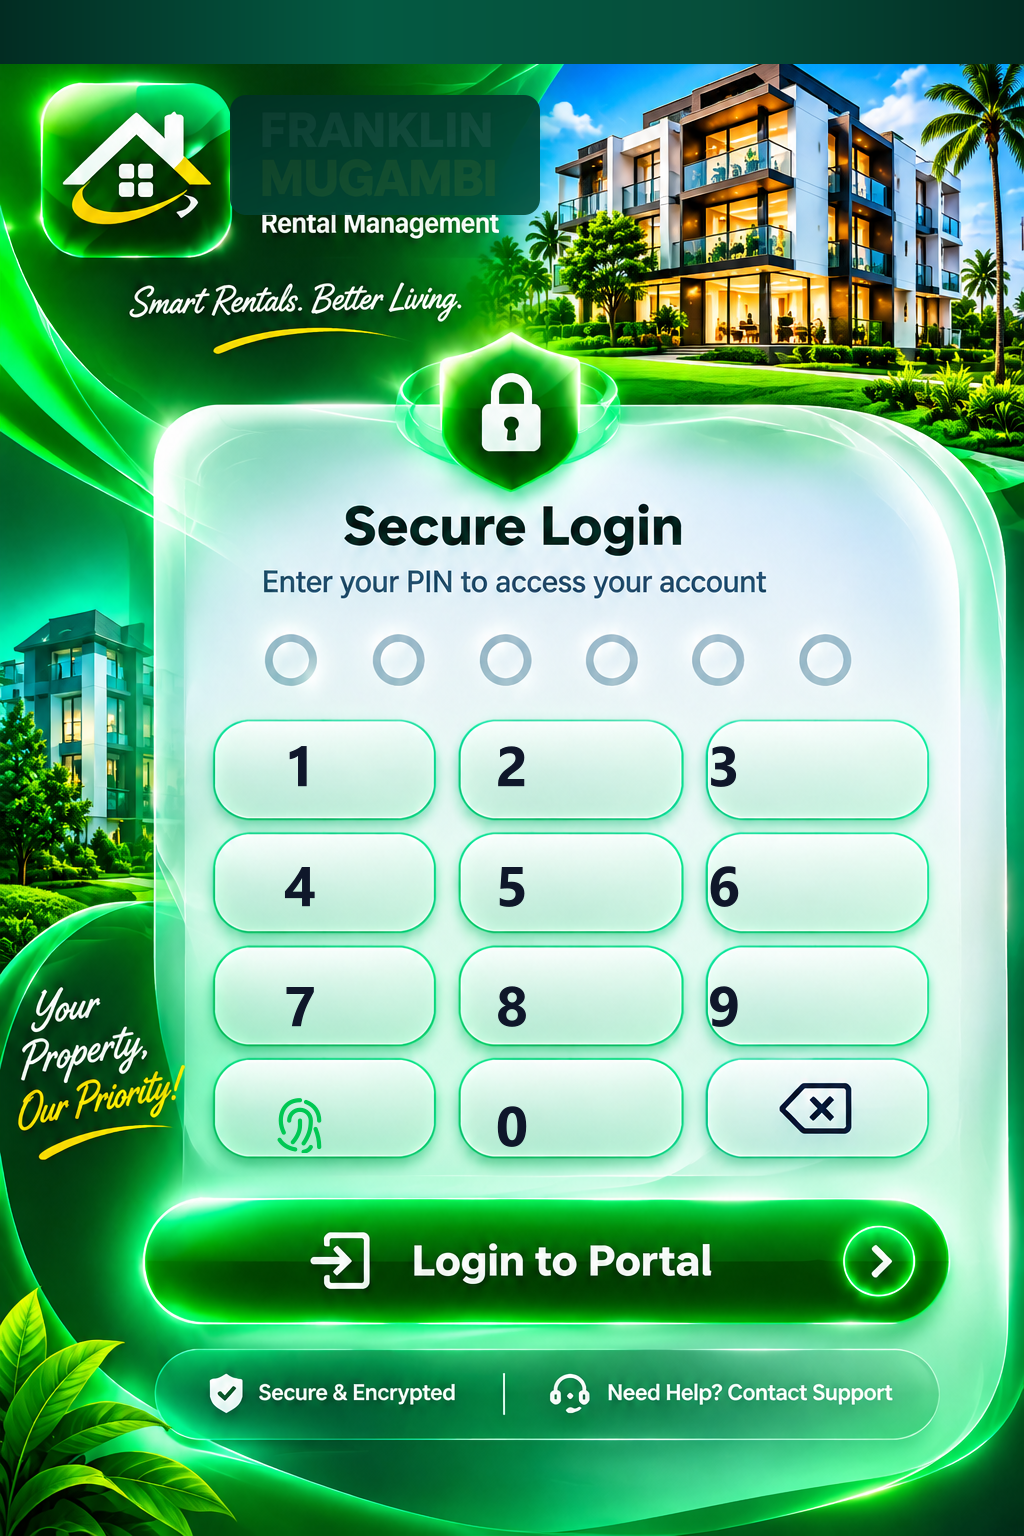 FRANKLIN
MUGAMBI
Rental Management
Smart Rentals. Better Living.
Secure Login
Enter your PIN to access your account
1 2 3
4 5 6
7 8 9
0
Your
Property,
Our Priority!
Login to Portal
Secure & Encrypted | Need Help? Contact Support